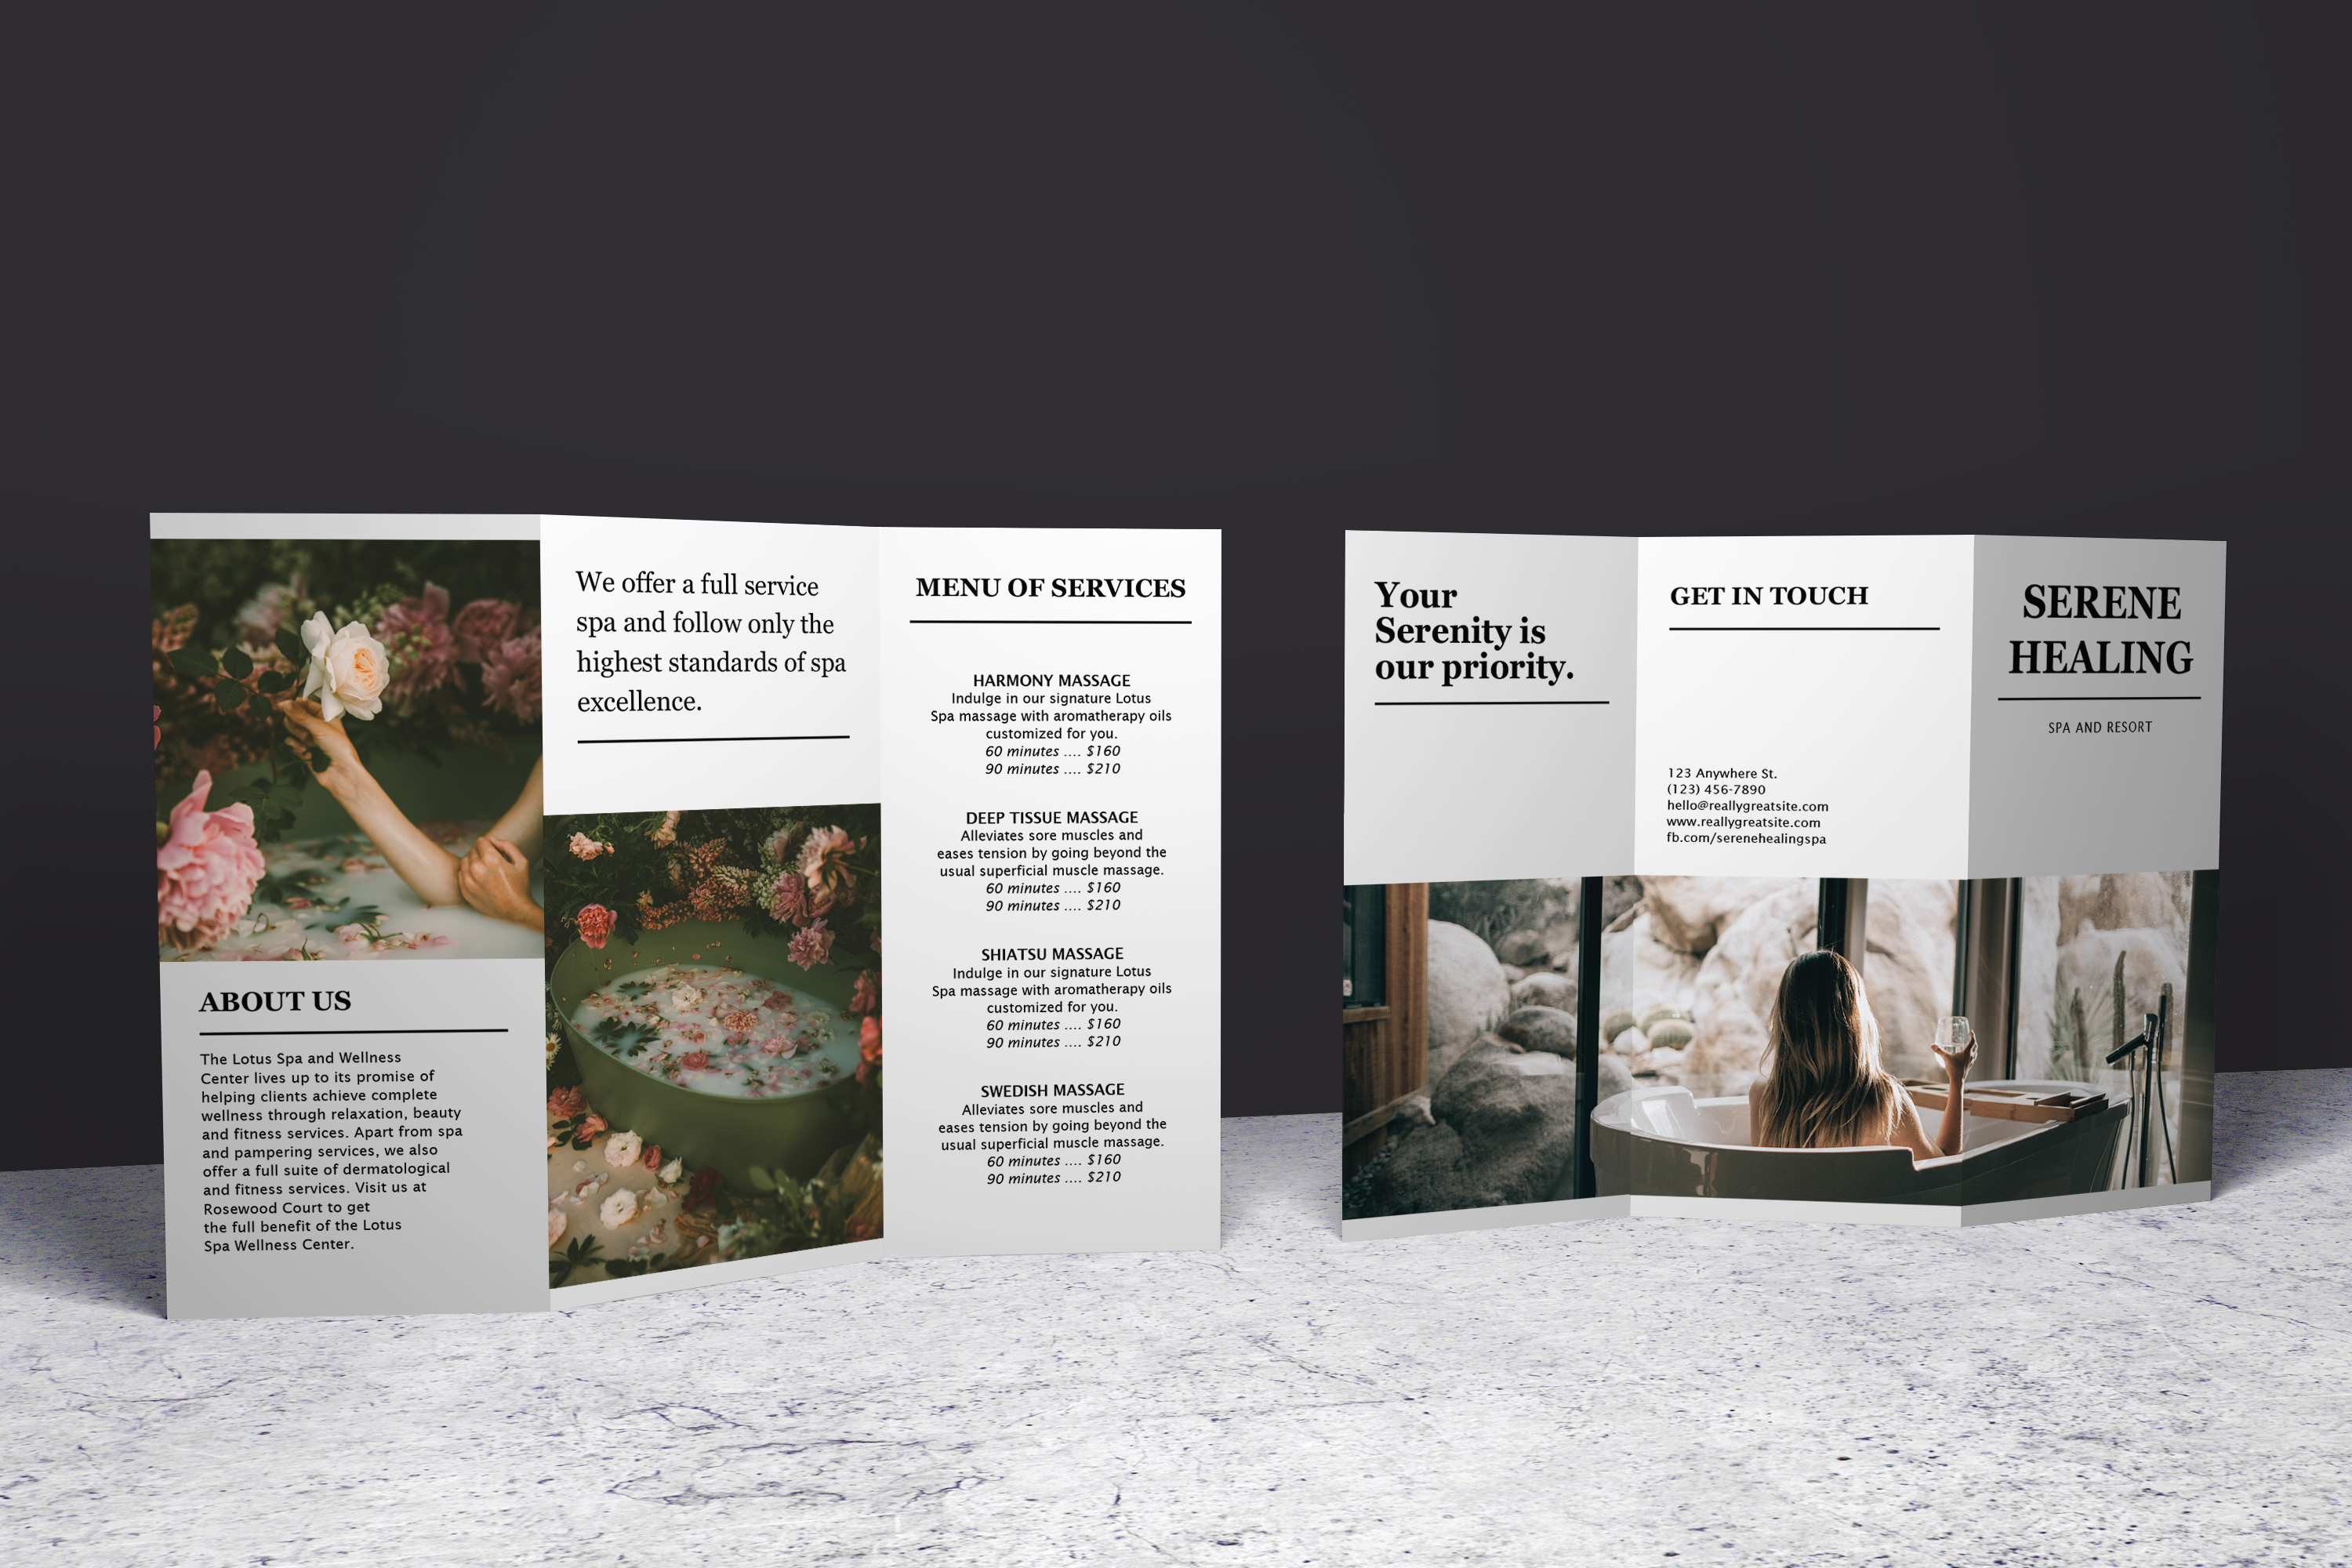 We offer a full service
spa and follow only the
highest standards of spa
excellence.
ABOUT US
The Lotus Spa and Wellness
Center lives up to its promise of
helping clients achieve complete
wellness through relaxation, beauty
and fitness services. Apart from spa
and pampering services, we also
offer a full suite of dermatological
and fitness services. Visit us at
Rosewood Court to get
the full benefit of the Lotus
Spa Wellness Center.
MENU OF SERVICES
HARMONY MASSAGE
Indulge in our signature Lotus
Spa massage with aromatherapy oils
customized for you.
60 minutes .... $160
90 minutes .... $210
DEEP TISSUE MASSAGE
Alleviates sore muscles and
eases tension by going beyond the
usual superficial muscle massage.
60 minutes .... $160
90 minutes .... $210
SHIATSU MASSAGE
Indulge in our signature Lotus
Spa massage with aromatherapy oils
customized for you.
60 minutes .... $160
90 minutes .... $210
SWEDISH MASSAGE
Alleviates sore muscles and
eases tension by going beyond the
usual superficial muscle massage.
60 minutes .... $160
90 minutes .... $210
Your
Serenity is
our priority.
GET IN TOUCH
123 Anywhere St.
(123) 456-7890
hello@reallygreatsite.com
www.reallygreatsite.com
fb.com/serenehealingspa
SERENE
HEALING
SPA AND RESORT